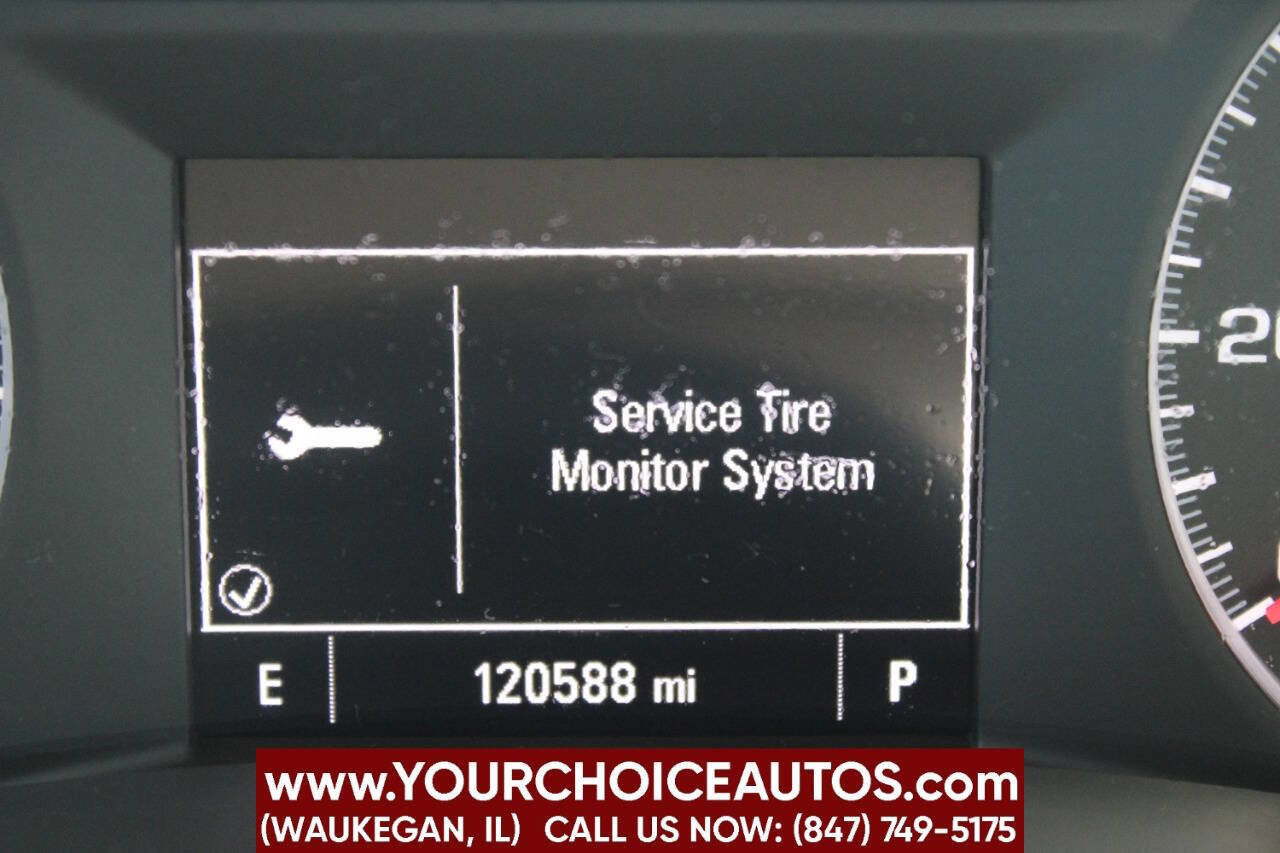 Service Tire
Monitor System
E 120588 mi P
www.YOURCHOICEAUTOS.com
(WAUKEGAN, IL) CALL US NOW: (847) 749-5175